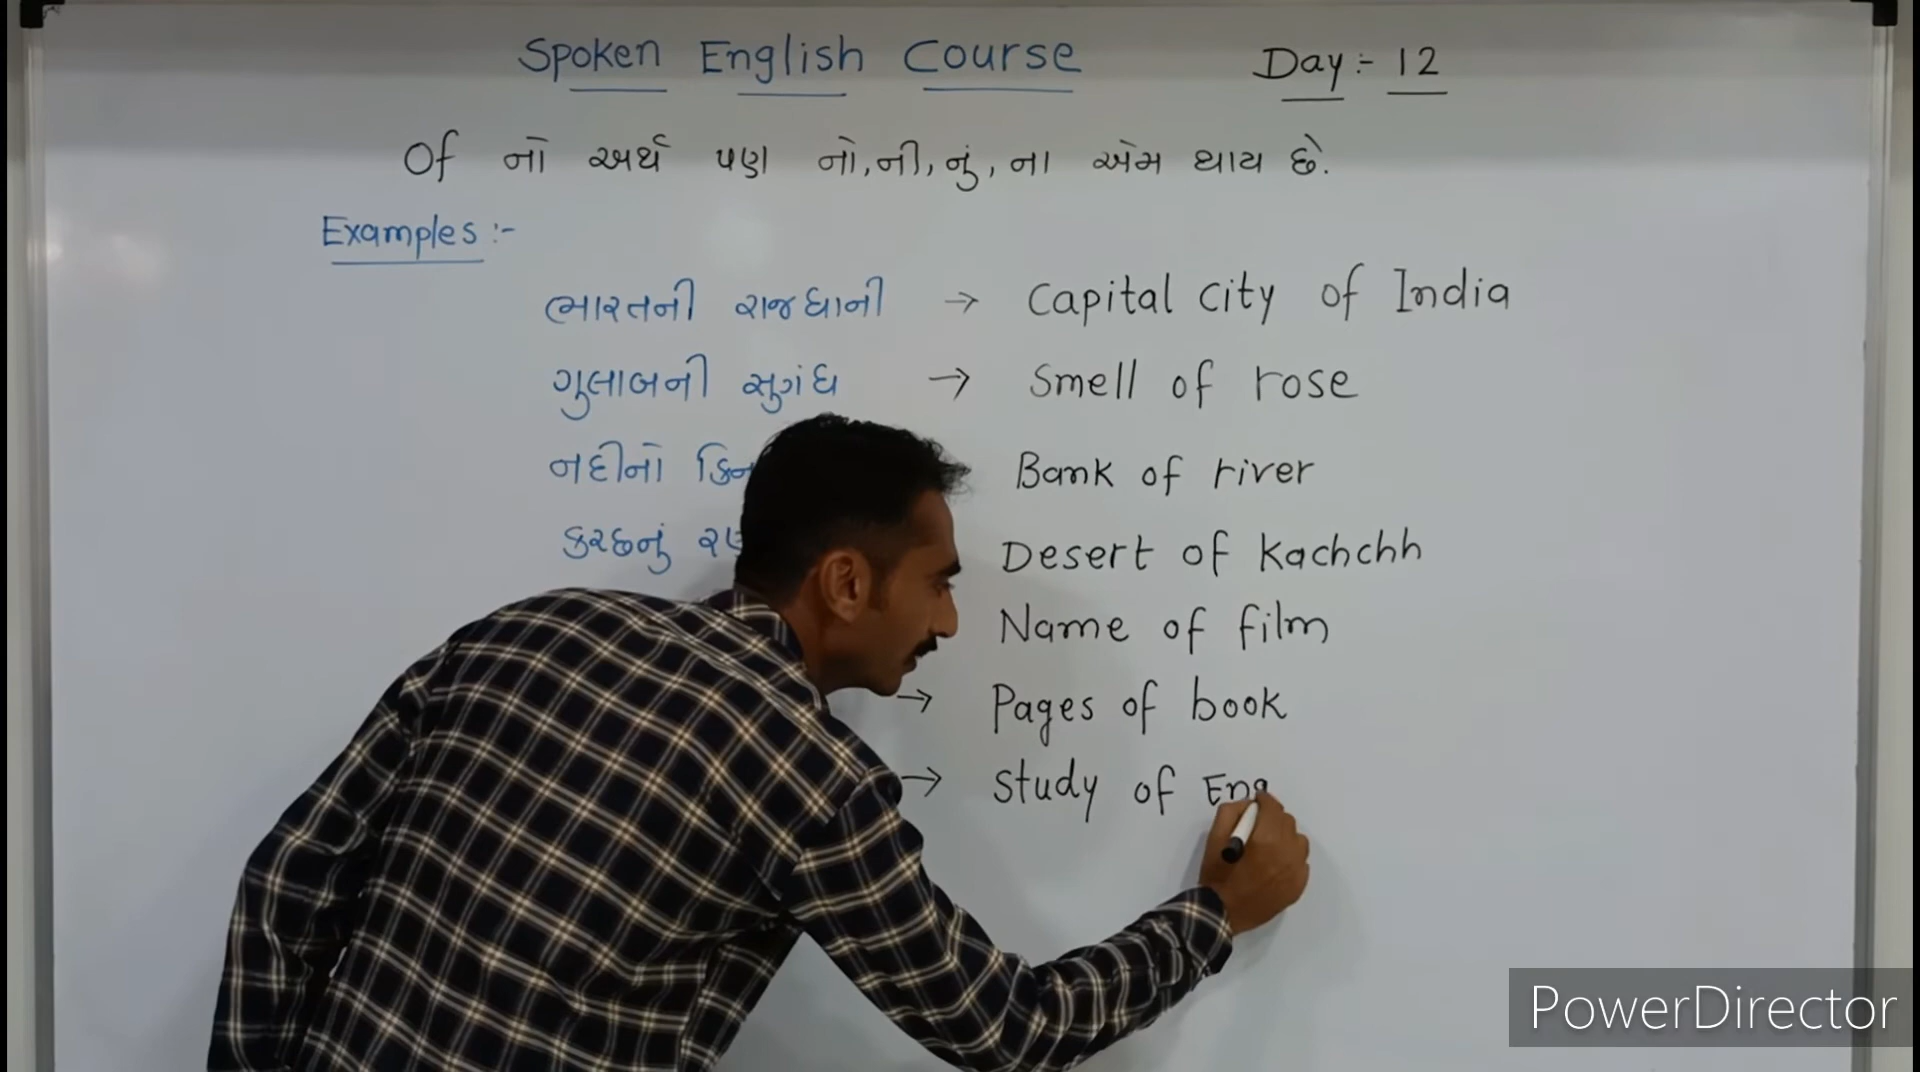 Spoken English Course Day :- 12
Of નો અર્થ પણ નો, ની, નું, ના એમ થાય છે.
Examples :-
ભારતની રાજધાની → Capital city of India
ગુલાબની સુગંધ → Smell of rose
નદીનો Bank of river
કચ્છનું Desert of Kachchh
Name of film
→ Pages of book
→ Study of Eng
PowerDirector